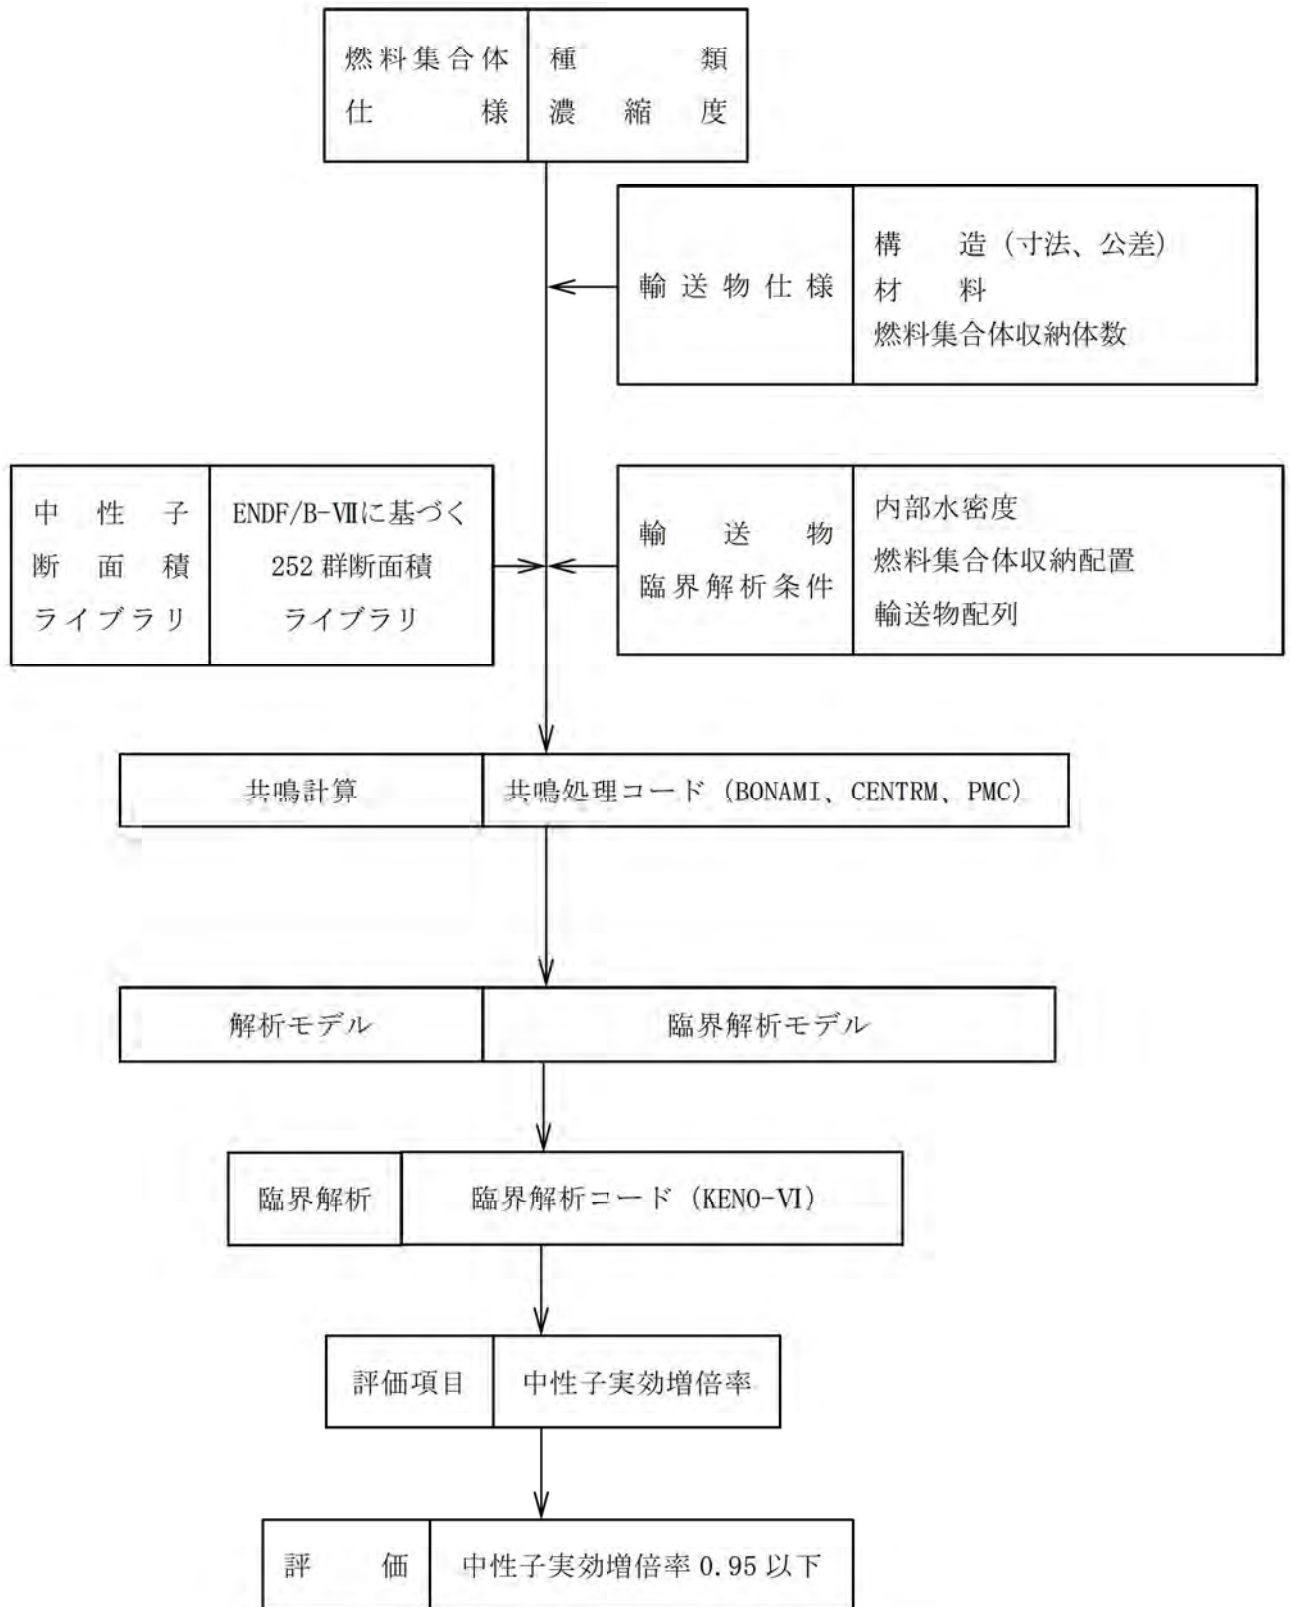 燃料集合体 種類
仕様 濃縮度
輸送物仕様
構造(寸法、公差)
材料
燃料集合体収納体数
中性子
断面積
ライブラリ
ENDF/B-Ⅶに基づく
252群断面積
ライブラリ
輸送物
臨界解析条件
内部水密度
燃料集合体収納配置
輸送物配列
共鳴計算 共鳴処理コード(BONAMI、CENTRM、PMC)
解析モデル 臨界解析モデル
臨界解析 臨界解析コード(KENO-Ⅵ)
評価項目 中性子実効増倍率
評価 中性子実効増倍率0.95以下